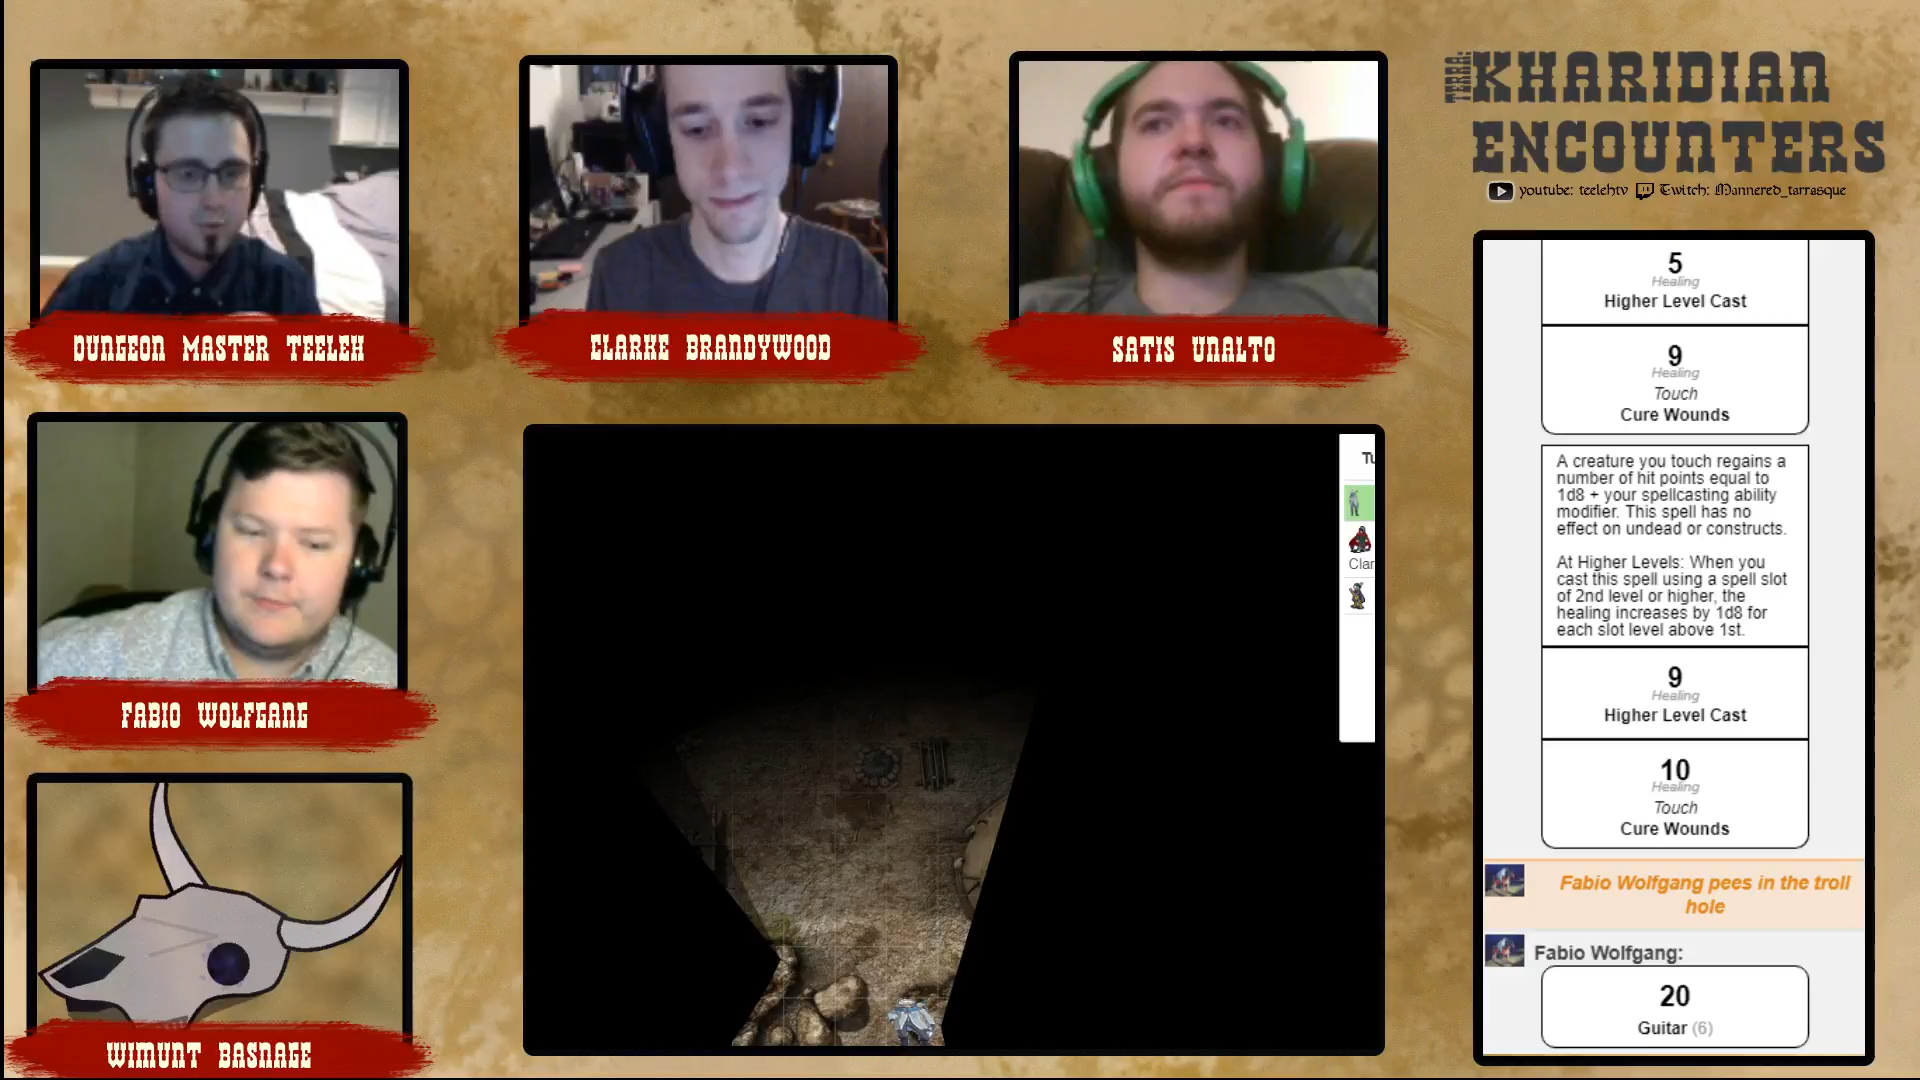 TERRA:
KHARIDIAN
ENCOUNTERS
youtube: teelehtv Twitch: Mannered_tarrasque
DUNGEON MASTER TEELEH
CLARKE BRANDYWOOD
SATIS UNALTO
FABIO WOLFGANG
WIMUNT BASNAGE
Tu
Clar
5
Healing
Higher Level Cast
9
Healing
Touch
Cure Wounds
A creature you touch regains a
number of hit points equal to
1d8 + your spellcasting ability
modifier. This spell has no
effect on undead or constructs.
At Higher Levels: When you
cast this spell using a spell slot
of 2nd level or higher, the
healing increases by 1d8 for
each slot level above 1st.
9
Healing
Higher Level Cast
10
Healing
Touch
Cure Wounds
Fabio Wolfgang pees in the troll
hole
Fabio Wolfgang:
20
Guitar (6)